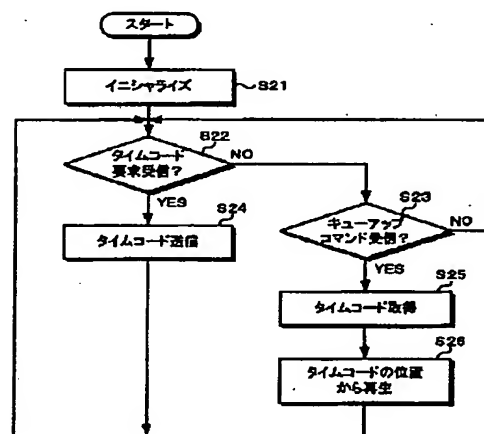 スタート
イニシャライズ
S21
S22
タイムコード
要求受信?
NO
YES
S23
キューアップ
コマンド受信?
NO
YES
S24
タイムコード送信
S25
タイムコード取得
S26
タイムコードの位置
から再生